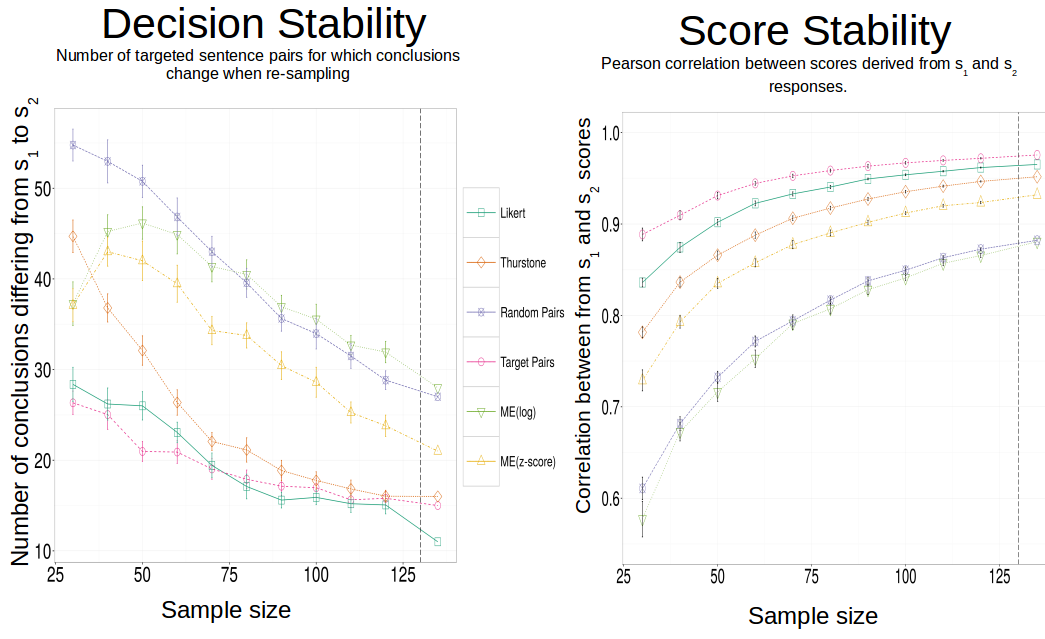 Decision Stability
Number of targeted sentence pairs for which conclusions
change when re-sampling
Number of conclusions differing from s1 to s2
50
40
30
20
10
25
50
75
100
125
Sample size
Likert
Thurstone
Random Pairs
Target Pairs
ME(log)
ME(z-score)
Score Stability
Pearson correlation between scores derived from s1 and s2
responses.
Correlation between from s1 and s2 scores
1.0
0.9
0.8
0.7
0.6
25
50
75
100
125
Sample size